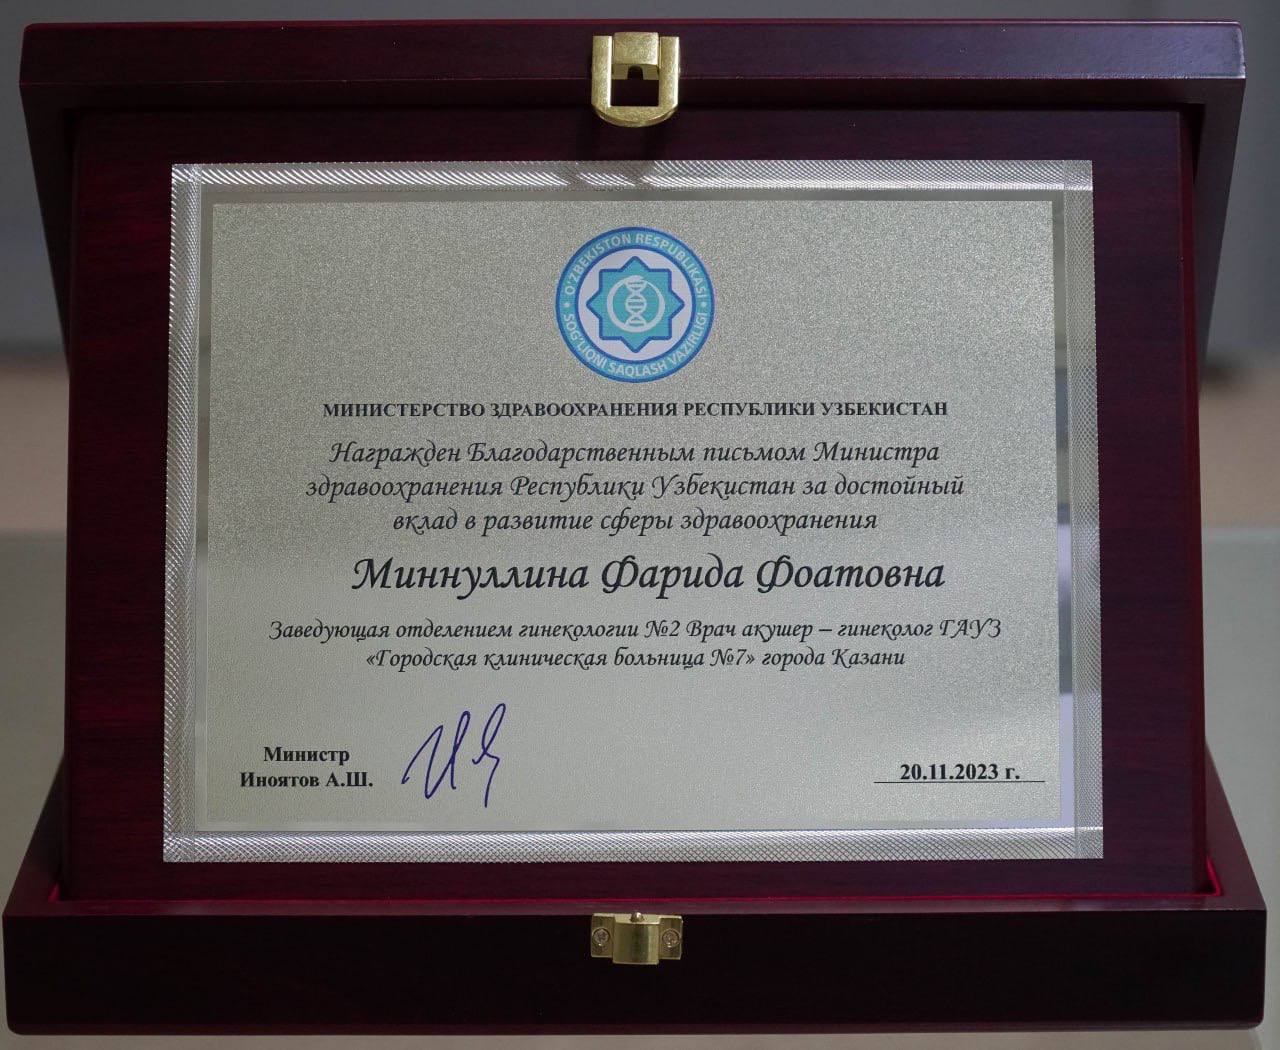 O'ZBEKISTON RESPUBLIKASI
SOG'LIQNI SAQLASH VAZIRLIGI
МИНИСТЕРСТВО ЗДРАВООХРАНЕНИЯ РЕСПУБЛИКИ УЗБЕКИСТАН
Награжден Благодарственным письмом Министра
здравоохранения Республики Узбекистан за достойный
вклад в развитие сферы здравоохранения
Миннуллина Фарида Фоатовна
Заведующая отделением гинекологии №2 Врач акушер – гинеколог ГАУЗ
«Городская клиническая больница №7» города Казани
Министр
Иноятов А.Ш.
20.11.2023 г.